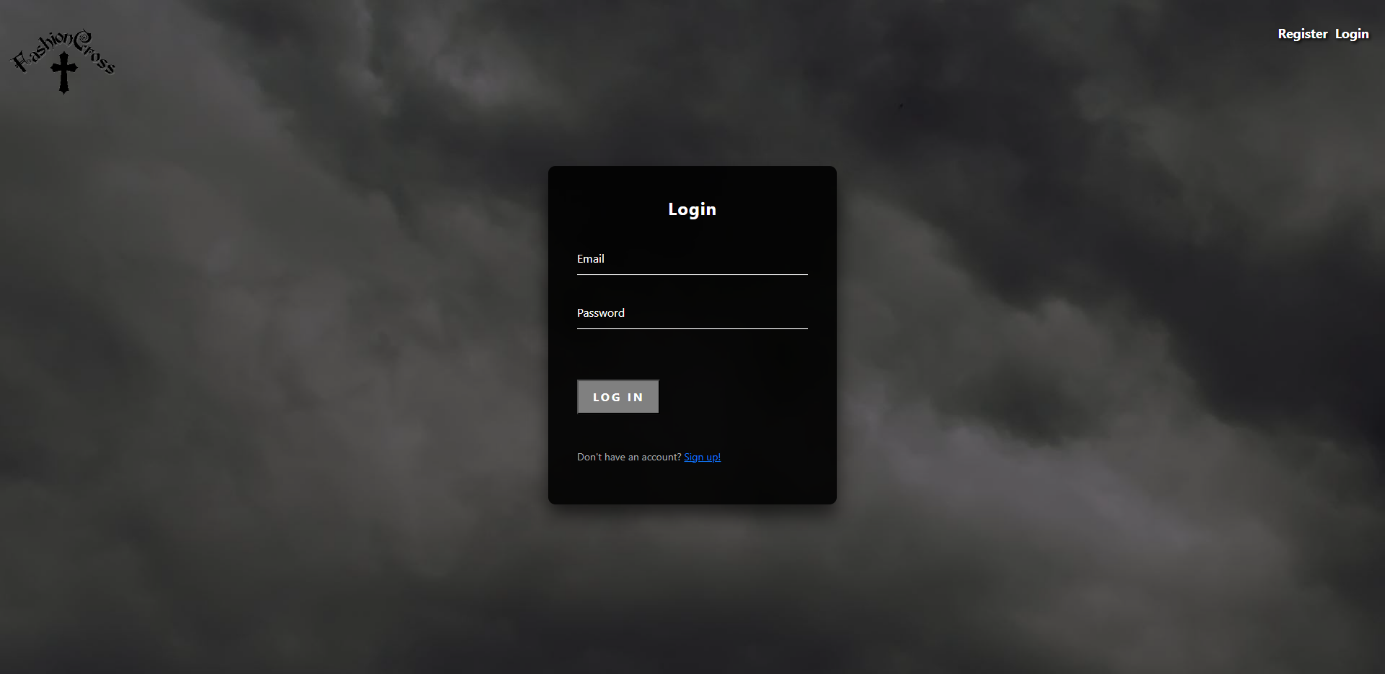 FashionCross
Register Login
Login
Email
Password
LOG IN
Don't have an account? Sign up!